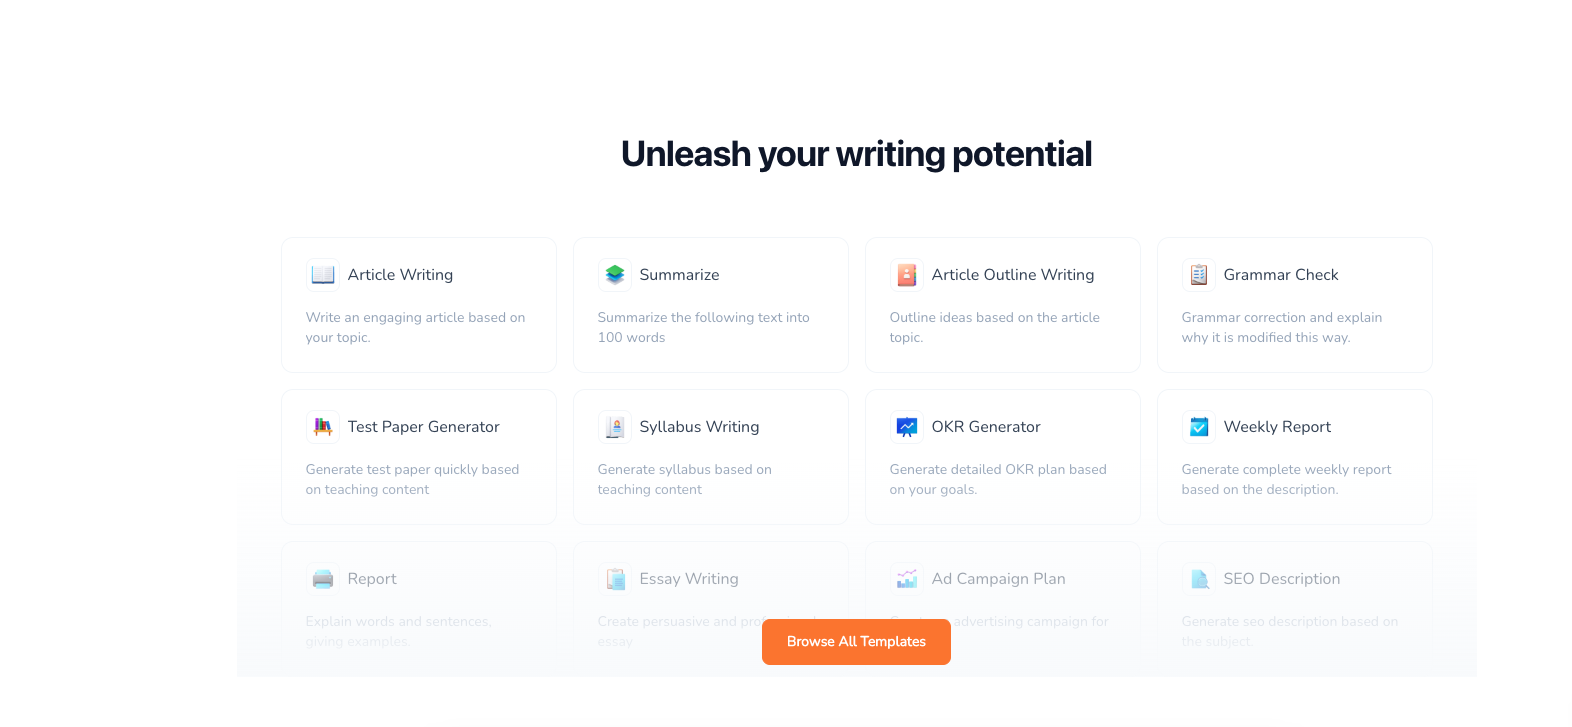 Unleash your writing potential
Article Writing
Write an engaging article based on
your topic.
Summarize
Summarize the following text into
100 words
Article Outline Writing
Outline ideas based on the article
topic.
Grammar Check
Grammar correction and explain
why it is modified this way.
Test Paper Generator
Generate test paper quickly based
on teaching content
Syllabus Writing
Generate syllabus based on
teaching content
OKR Generator
Generate detailed OKR plan based
on your goals.
Weekly Report
Generate complete weekly report
based on the description.
Report
Explain words and sentences,
giving examples.
Essay Writing
Create persuasive and
essay
Ad Campaign Plan
advertising campaign for
SEO Description
Generate seo description based on
the subject.
Browse All Templates